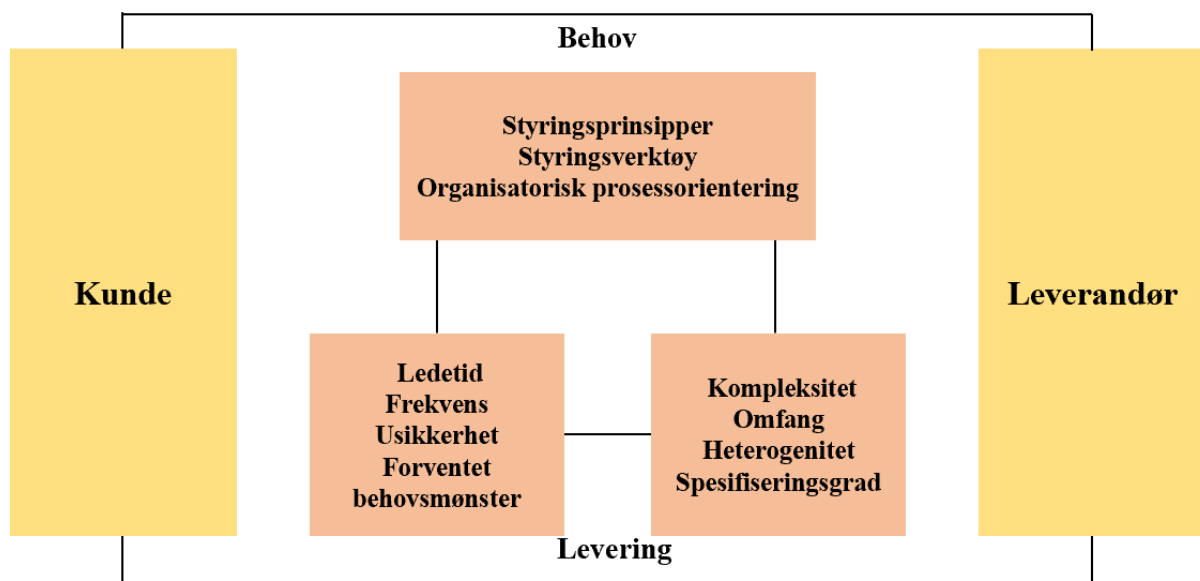 Behov
Styringsprinsipper
Styringsverktøy
Organisatorisk prosessorientering
Kunde
Leverandør
Ledetid
Frekvens
Usikkerhet
Forventet
behovsmønster
Kompleksitet
Omfang
Heterogenitet
Spesifiseringsgrad
Levering